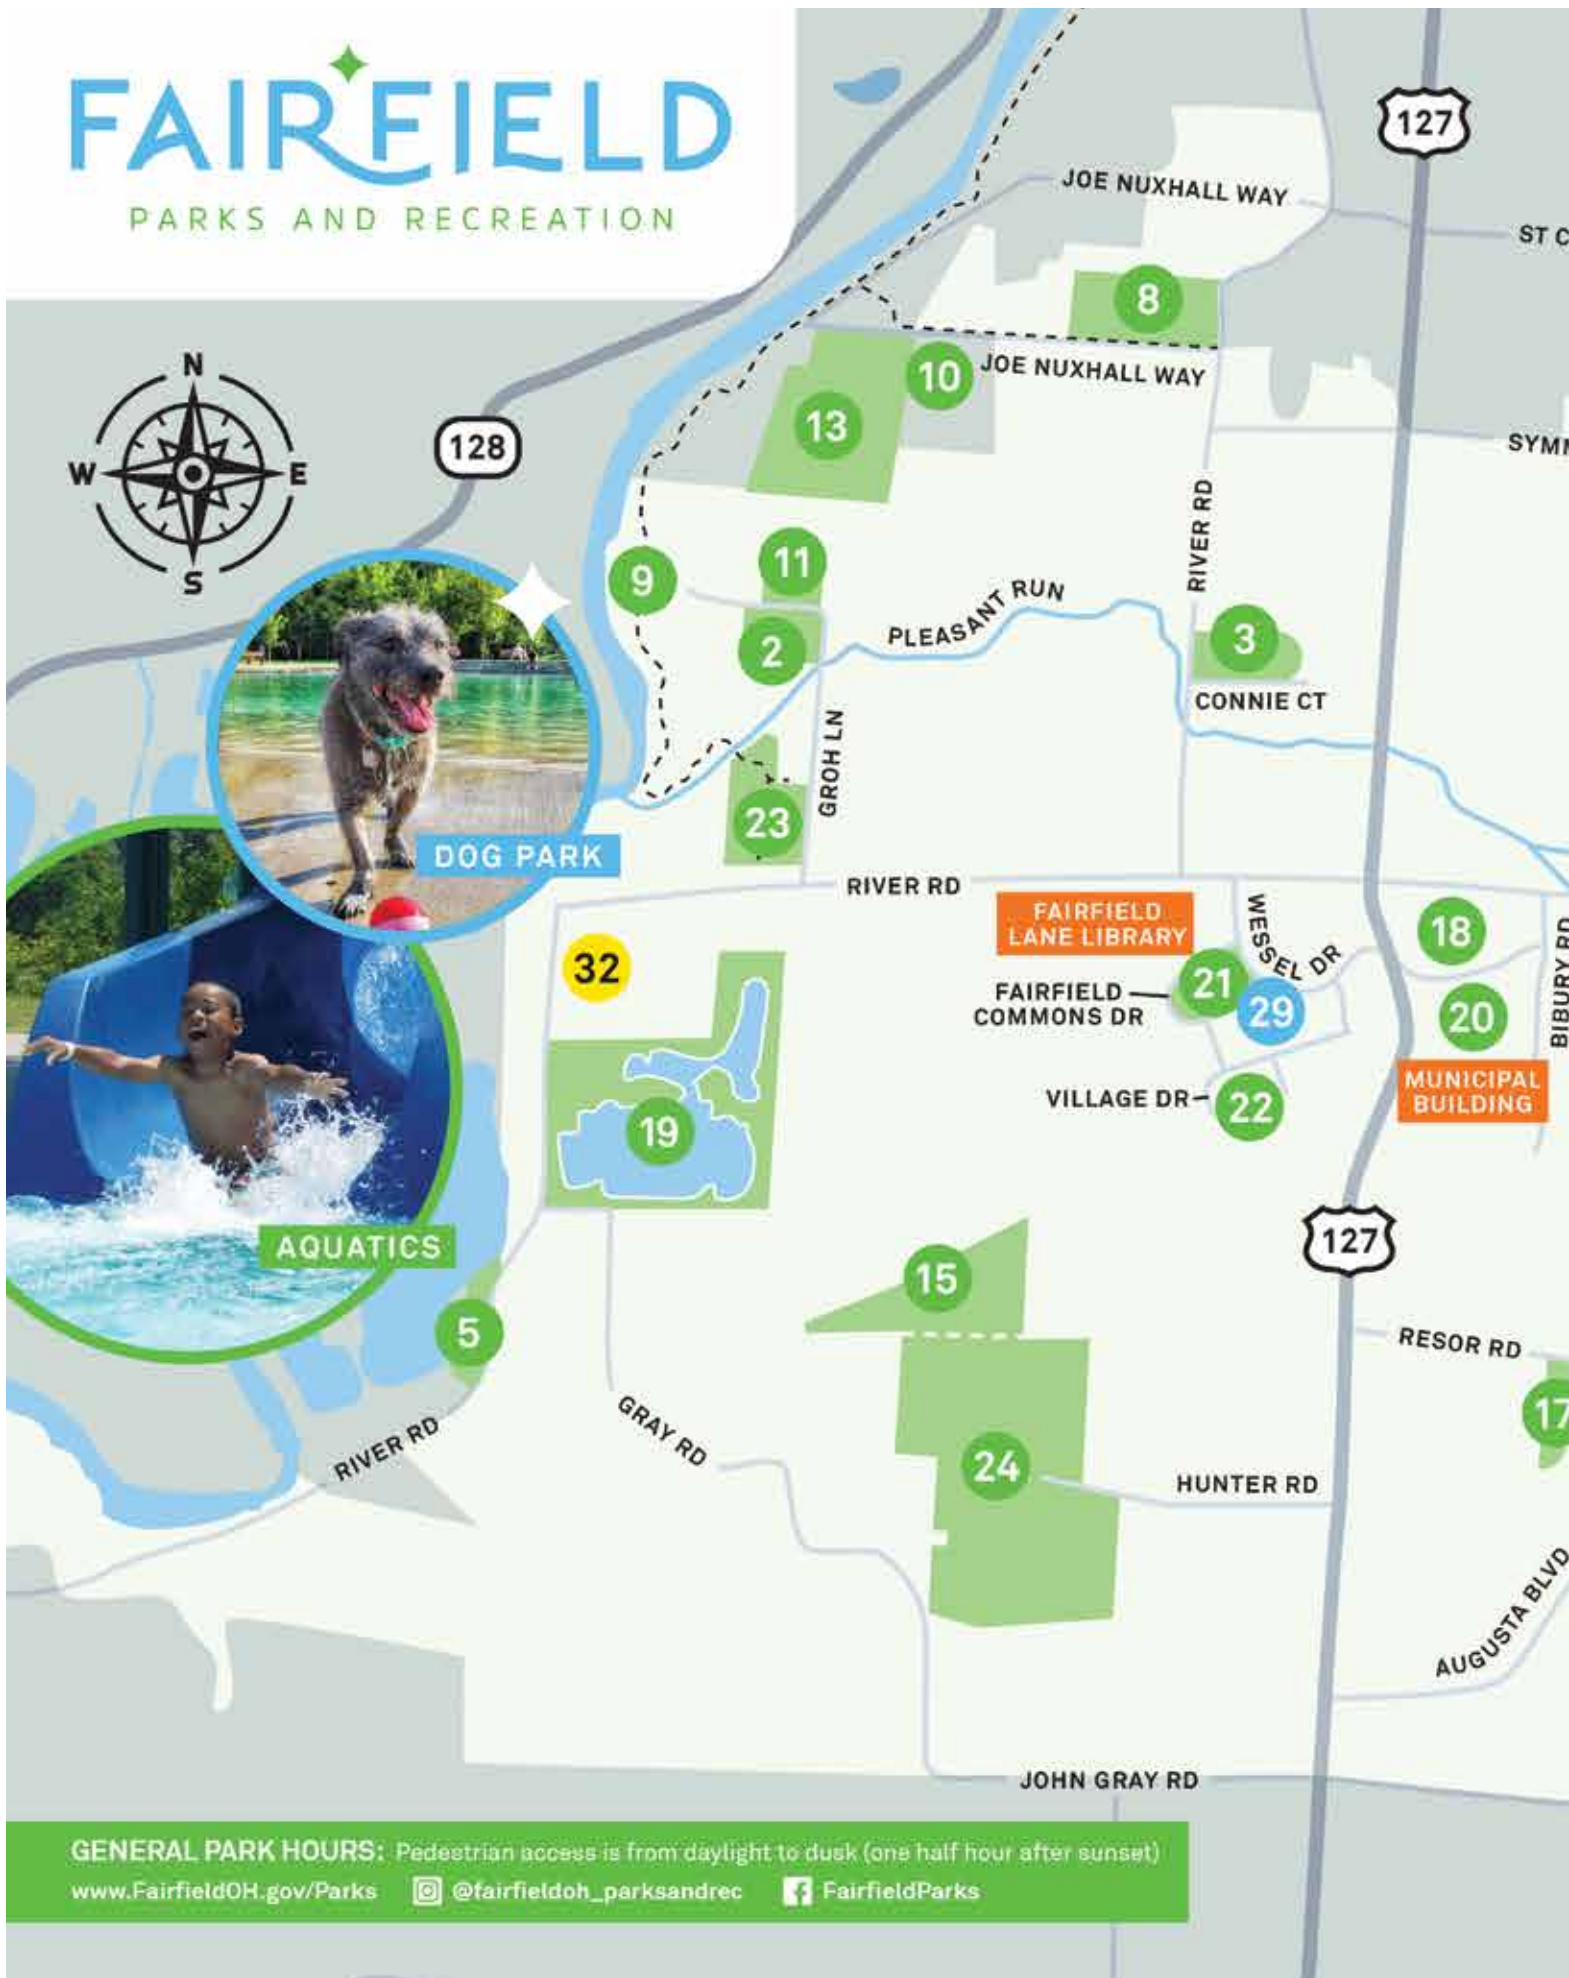 FAIRFIELD
PARKS AND RECREATION
127
JOE NUXHALL WAY
ST C
8
10
JOE NUXHALL WAY
13
N
W
E
S
128
SYMM
RIVER RD
11
9
2
PLEASANT RUN
3
CONNIE CT
GROH LN
23
DOG PARK
RIVER RD
FAIRFIELD
LANE LIBRARY
WESSEL DR
18
BIBURY RD
32
21
FAIRFIELD
COMMONS DR
29
20
MUNICIPAL
BUILDING
VILLAGE DR
22
19
AQUATICS
127
15
5
RESOR RD
17
RIVER RD
GRAY RD
24
HUNTER RD
AUGUSTA BLVD
JOHN GRAY RD
GENERAL PARK HOURS: Pedestrian access is from daylight to dusk (one half hour after sunset)
www.FairfieldOH.gov/Parks @fairfieldoh_parksandrec FairfieldParks